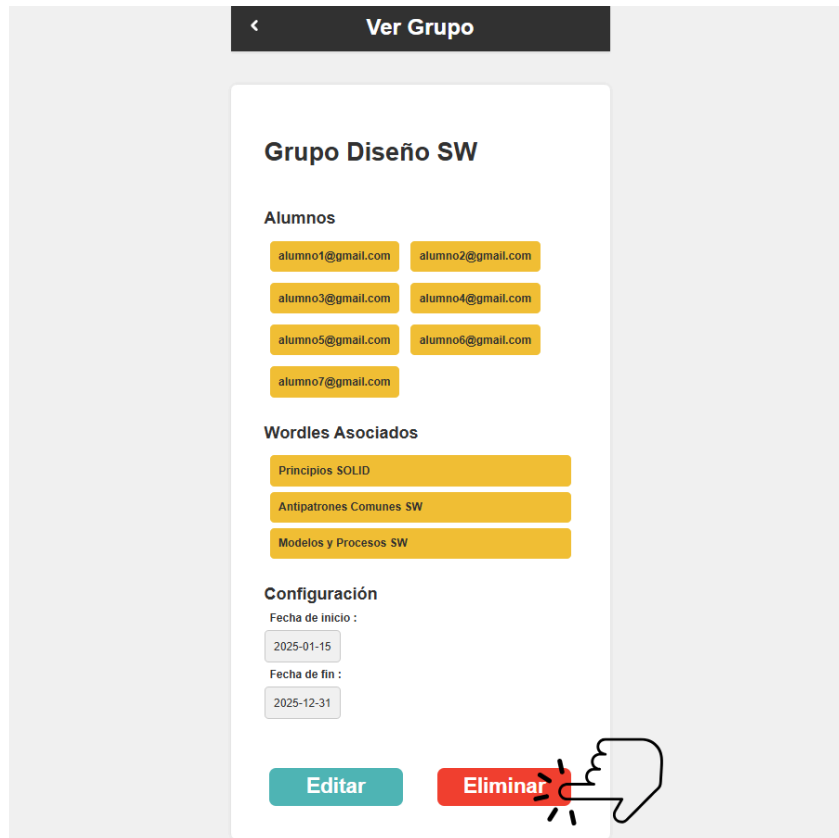 Ver Grupo
Grupo Diseño SW
Alumnos
alumno1@gmail.com alumno2@gmail.com
alumno3@gmail.com alumno4@gmail.com
alumno5@gmail.com alumno6@gmail.com
alumno7@gmail.com
Wordles Asociados
Principios SOLID
Antipatrones Comunes SW
Modelos y Procesos SW
Configuración
Fecha de inicio :
2025-01-15
Fecha de fin :
2025-12-31
Editar Eliminar